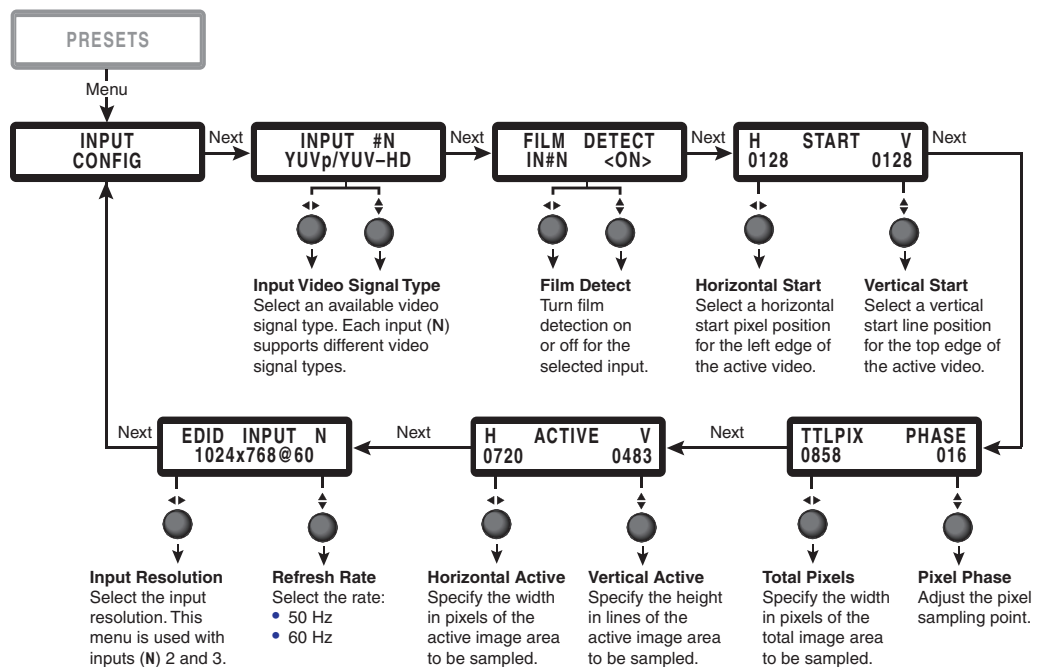 PRESETS
Menu
INPUT
CONFIG
Next
INPUT #N
YUVp/YUV–HD
Next
FILM DETECT
IN#N <ON>
Next
H START V
0128 0128
Next
Input Video Signal Type
Select an available video
signal type. Each input (N)
supports different video
signal types.
Film Detect
Turn film
detection on
or off for the
selected input.
Horizontal Start
Select a horizontal
start pixel position
for the left edge of
the active video.
Vertical Start
Select a vertical
start line position
for the top edge of
the active video.
Next
EDID INPUT N
1024x768@60
Next
H ACTIVE V
0720 0483
Next
TTLPIX PHASE
0858 016
Input Resolution
Select the input
resolution. This
menu is used with
inputs (N) 2 and 3.
Refresh Rate
Select the rate:
• 50 Hz
• 60 Hz
Horizontal Active
Specify the width
in pixels of the
active image area
to be sampled.
Vertical Active
Specify the height
in lines of the
active image area
to be sampled.
Total Pixels
Specify the width
in pixels of the
total image area
to be sampled.
Pixel Phase
Adjust the pixel
sampling point.